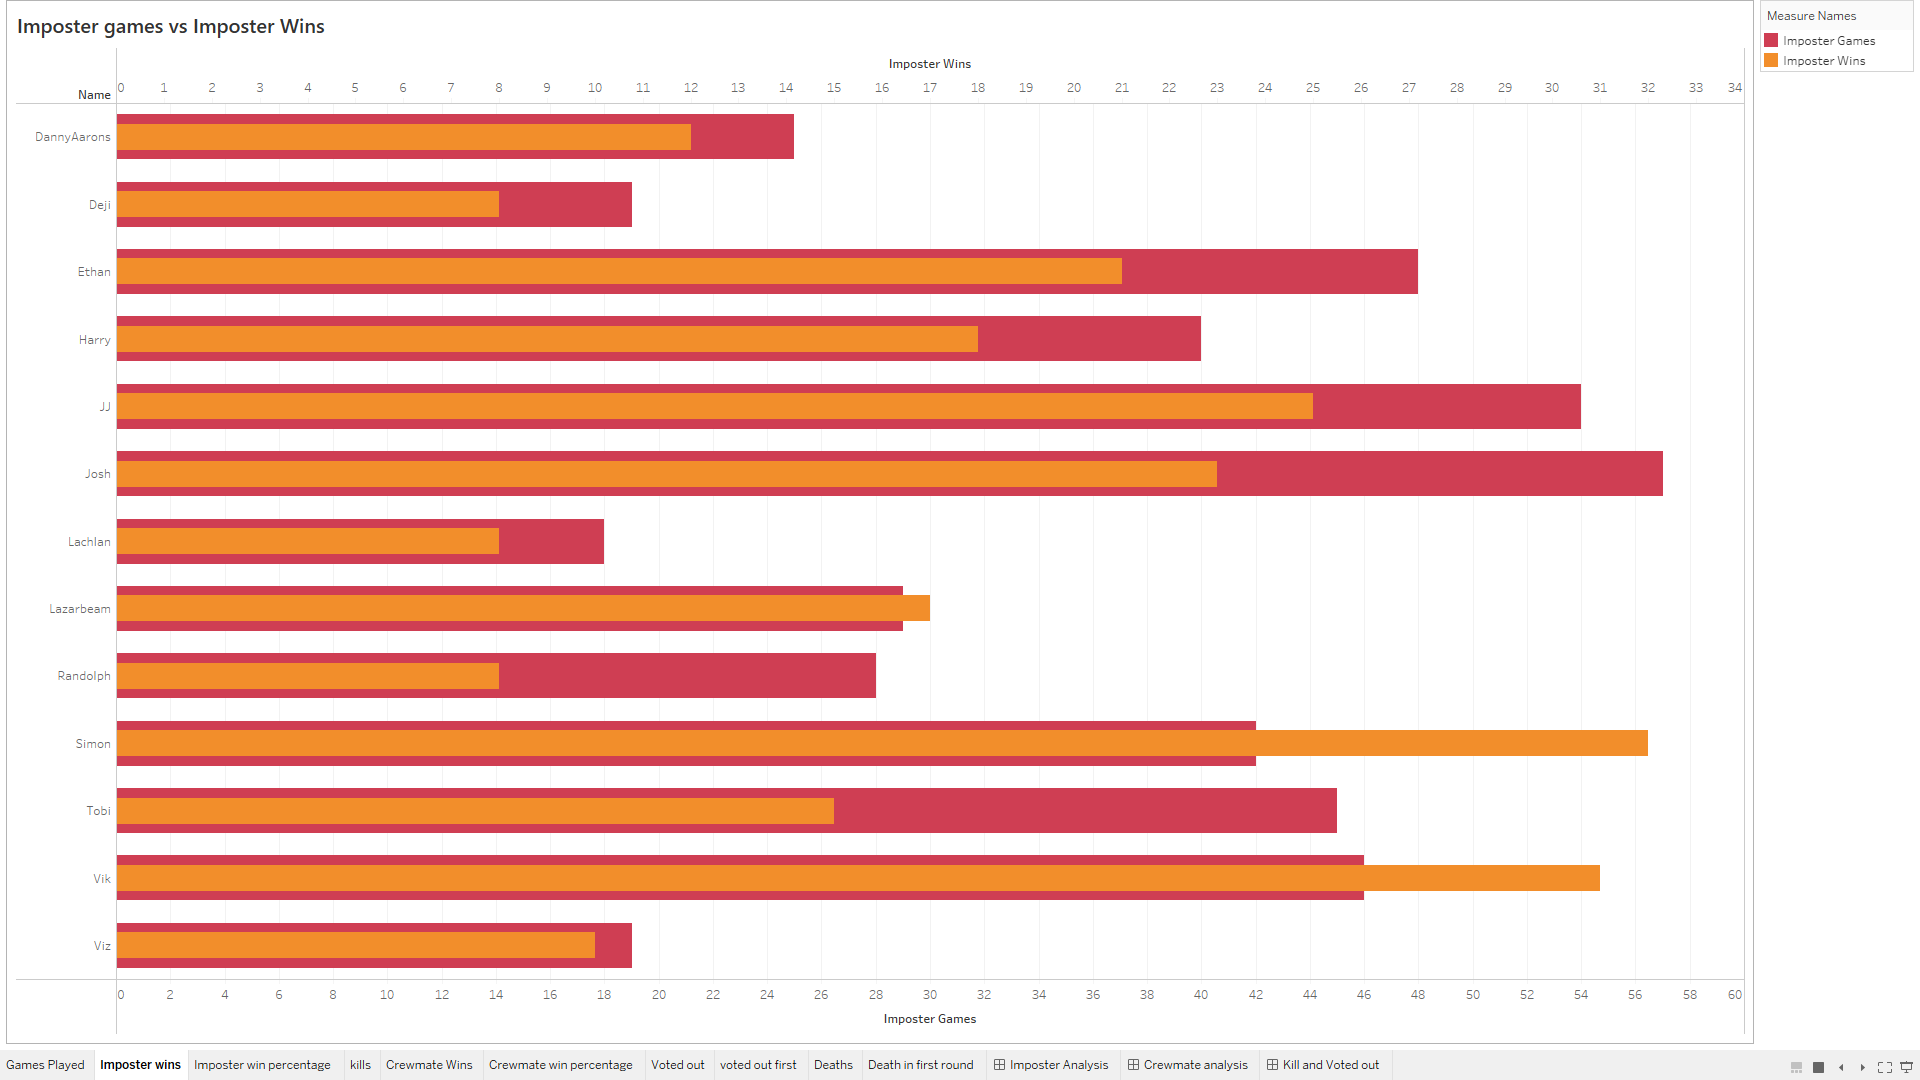 Imposter games vs Imposter Wins
Measure Names
Imposter Games
Imposter Wins
Imposter Wins
Name
0 1 2 3 4 5 6 7 8 9 10 11 12 13 14 15 16 17 18 19 20 21 22 23 24 25 26 27 28 29 30 31 32 33 34
DannyAarons
Deji
Ethan
Harry
JJ
Josh
Lachlan
Lazarbeam
Randolph
Simon
Tobi
Vik
Viz
0 2 4 6 8 10 12 14 16 18 20 22 24 26 28 30 32 34 36 38 40 42 44 46 48 50 52 54 56 58 60
Imposter Games
Games Played Imposter wins Imposter win percentage kills Crewmate Wins Crewmate win percentage Voted out voted out first Deaths Death in first round Imposter Analysis Crewmate analysis Kill and Voted out